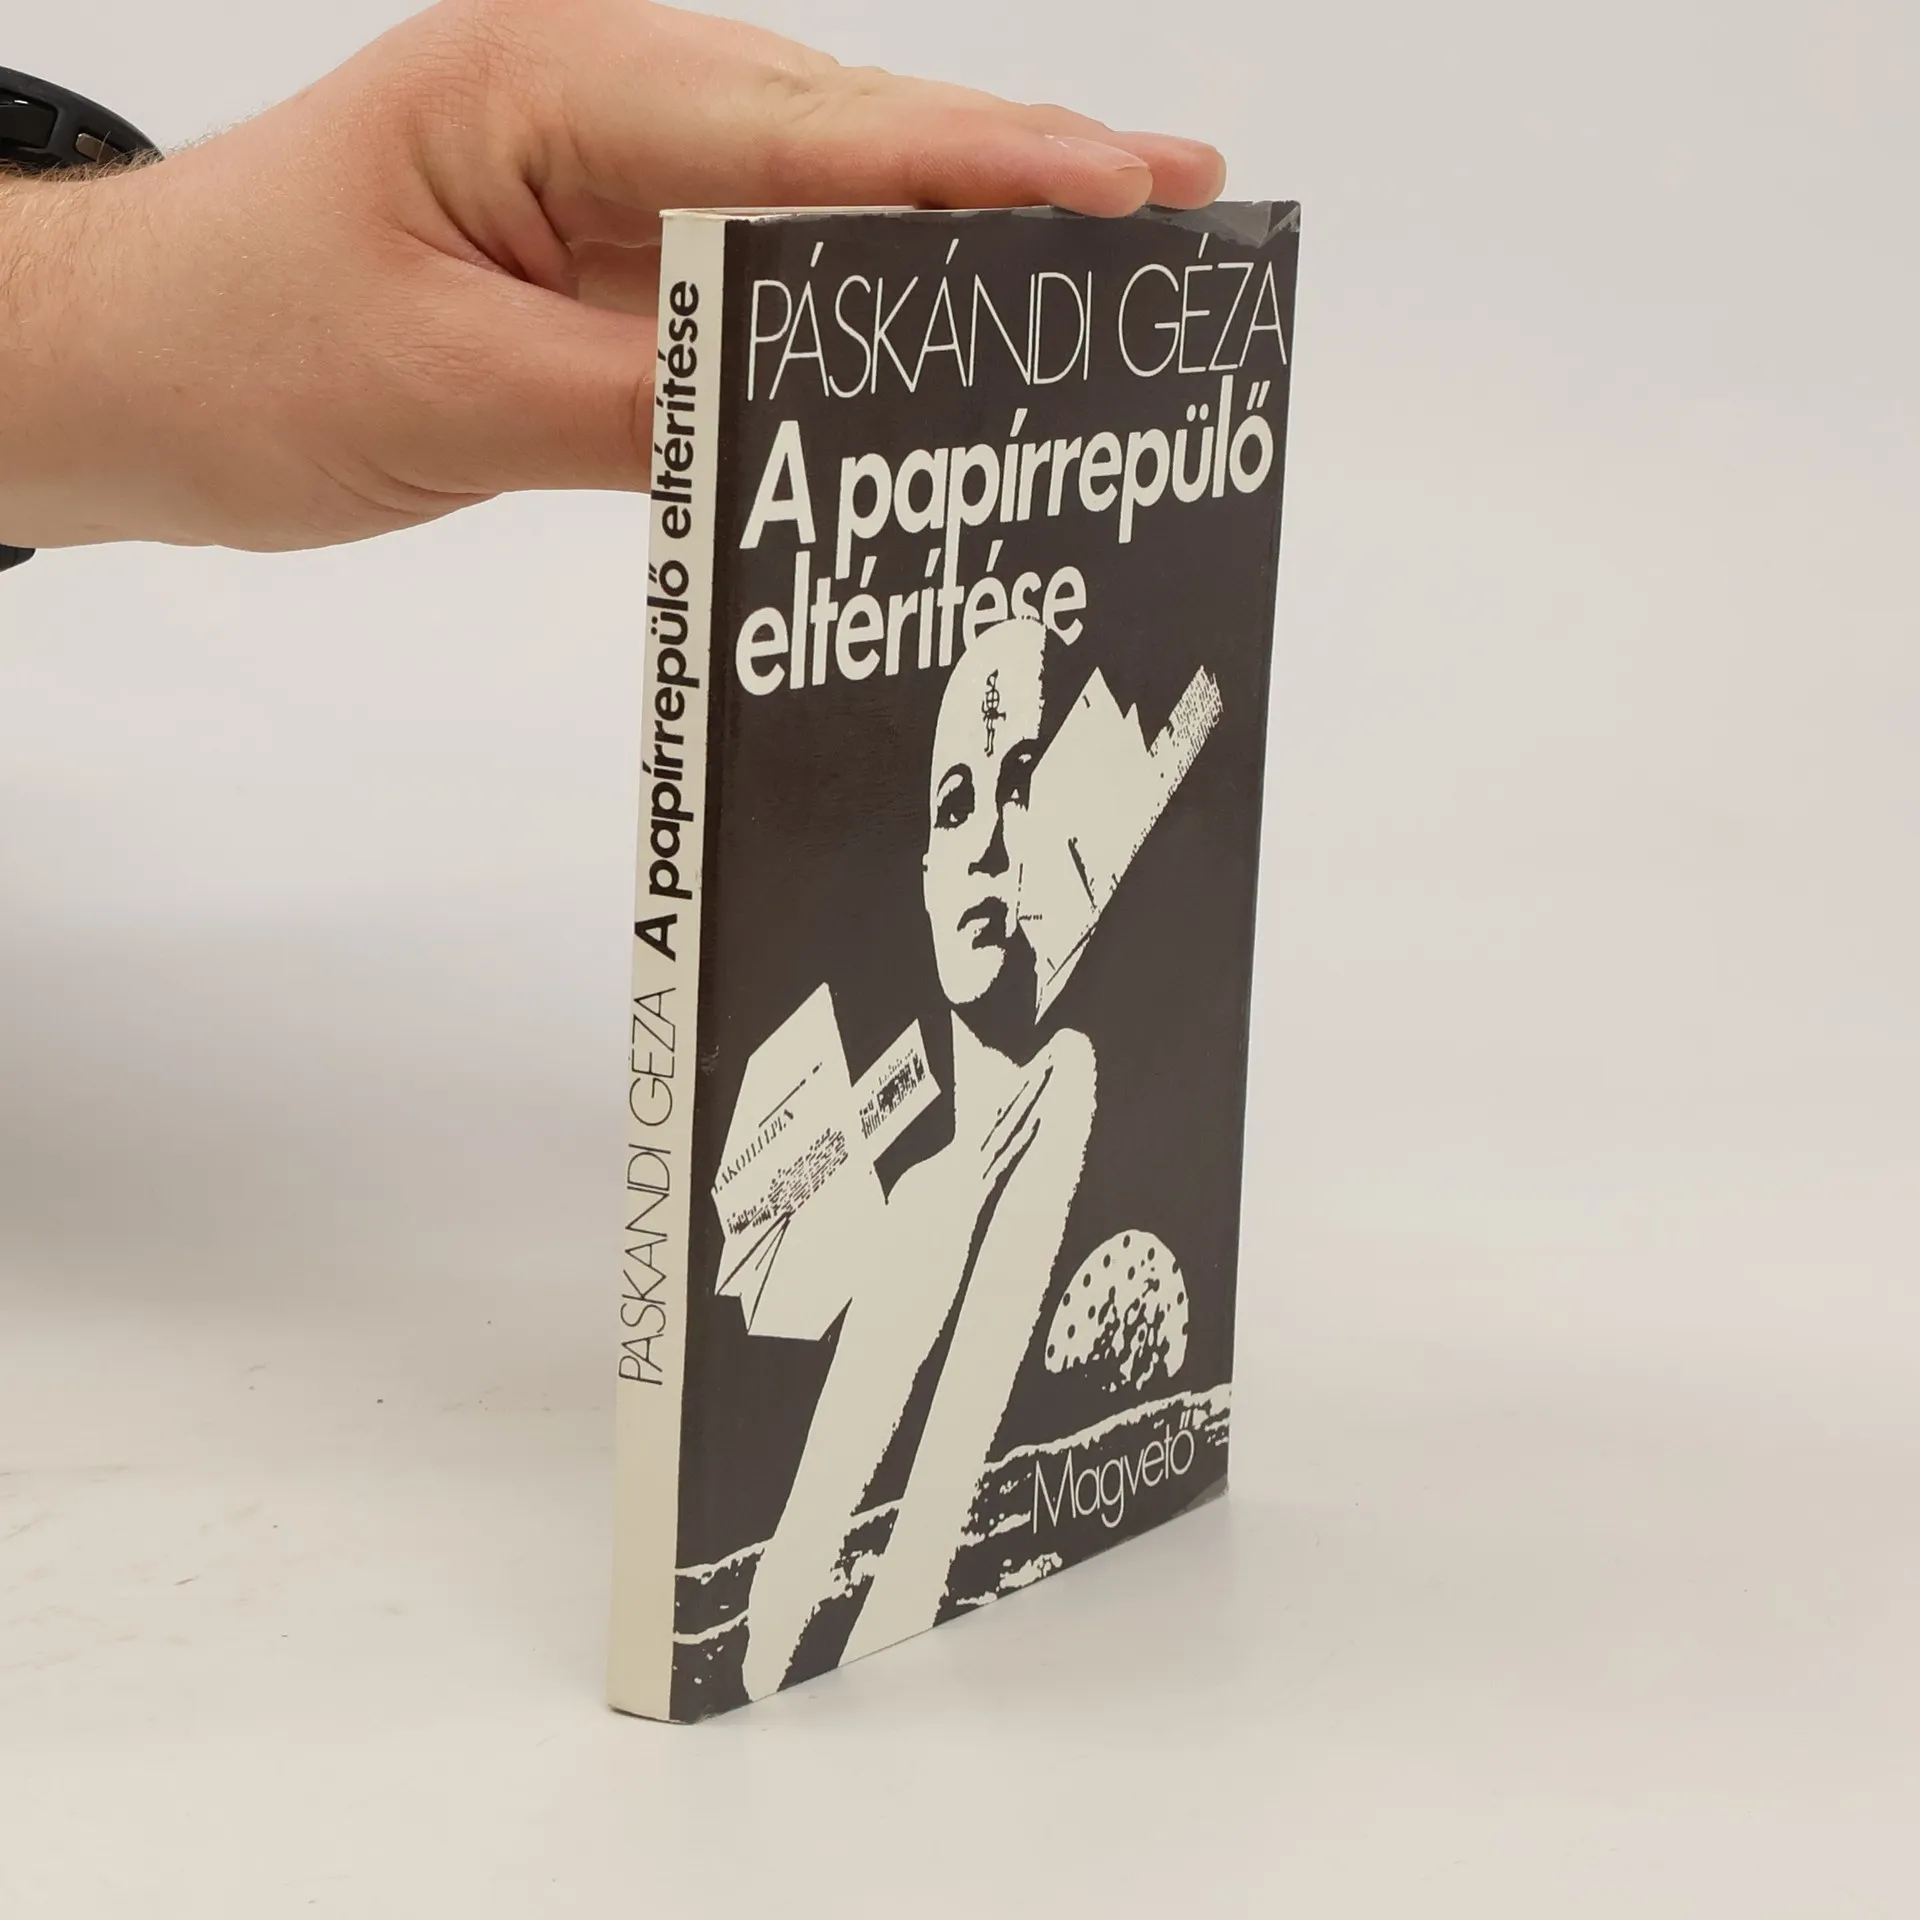 PÁSKÁNDI GÉZA
A papírrepülő
eltérítése
Magvető
PÁSKÁNDI GÉZA A papírrepülő eltérítése